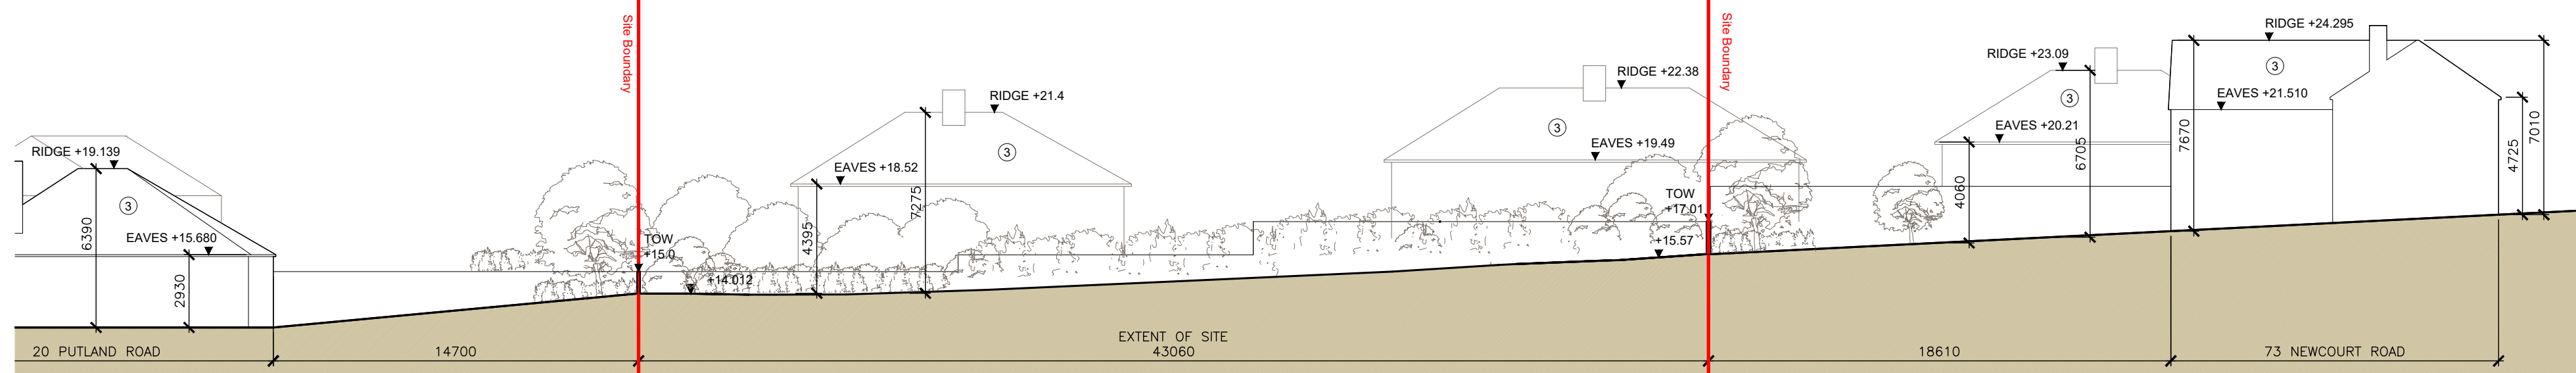 RIDGE +19.139
3
EAVES +15.680
6390
2930
20 PUTLAND ROAD
14700
Site Boundary
TOW
+15.0
+14.012
EAVES +18.52
4395
7275
RIDGE +21.4
3
EXTENT OF SITE
43060
RIDGE +22.38
3
EAVES +19.49
TOW
+17.01
+15.57
Site Boundary
RIDGE +23.09
3
EAVES +20.21
4060
6705
18610
7670
RIDGE +24.295
3
EAVES +21.510
73 NEWCOURT ROAD
4725
7010